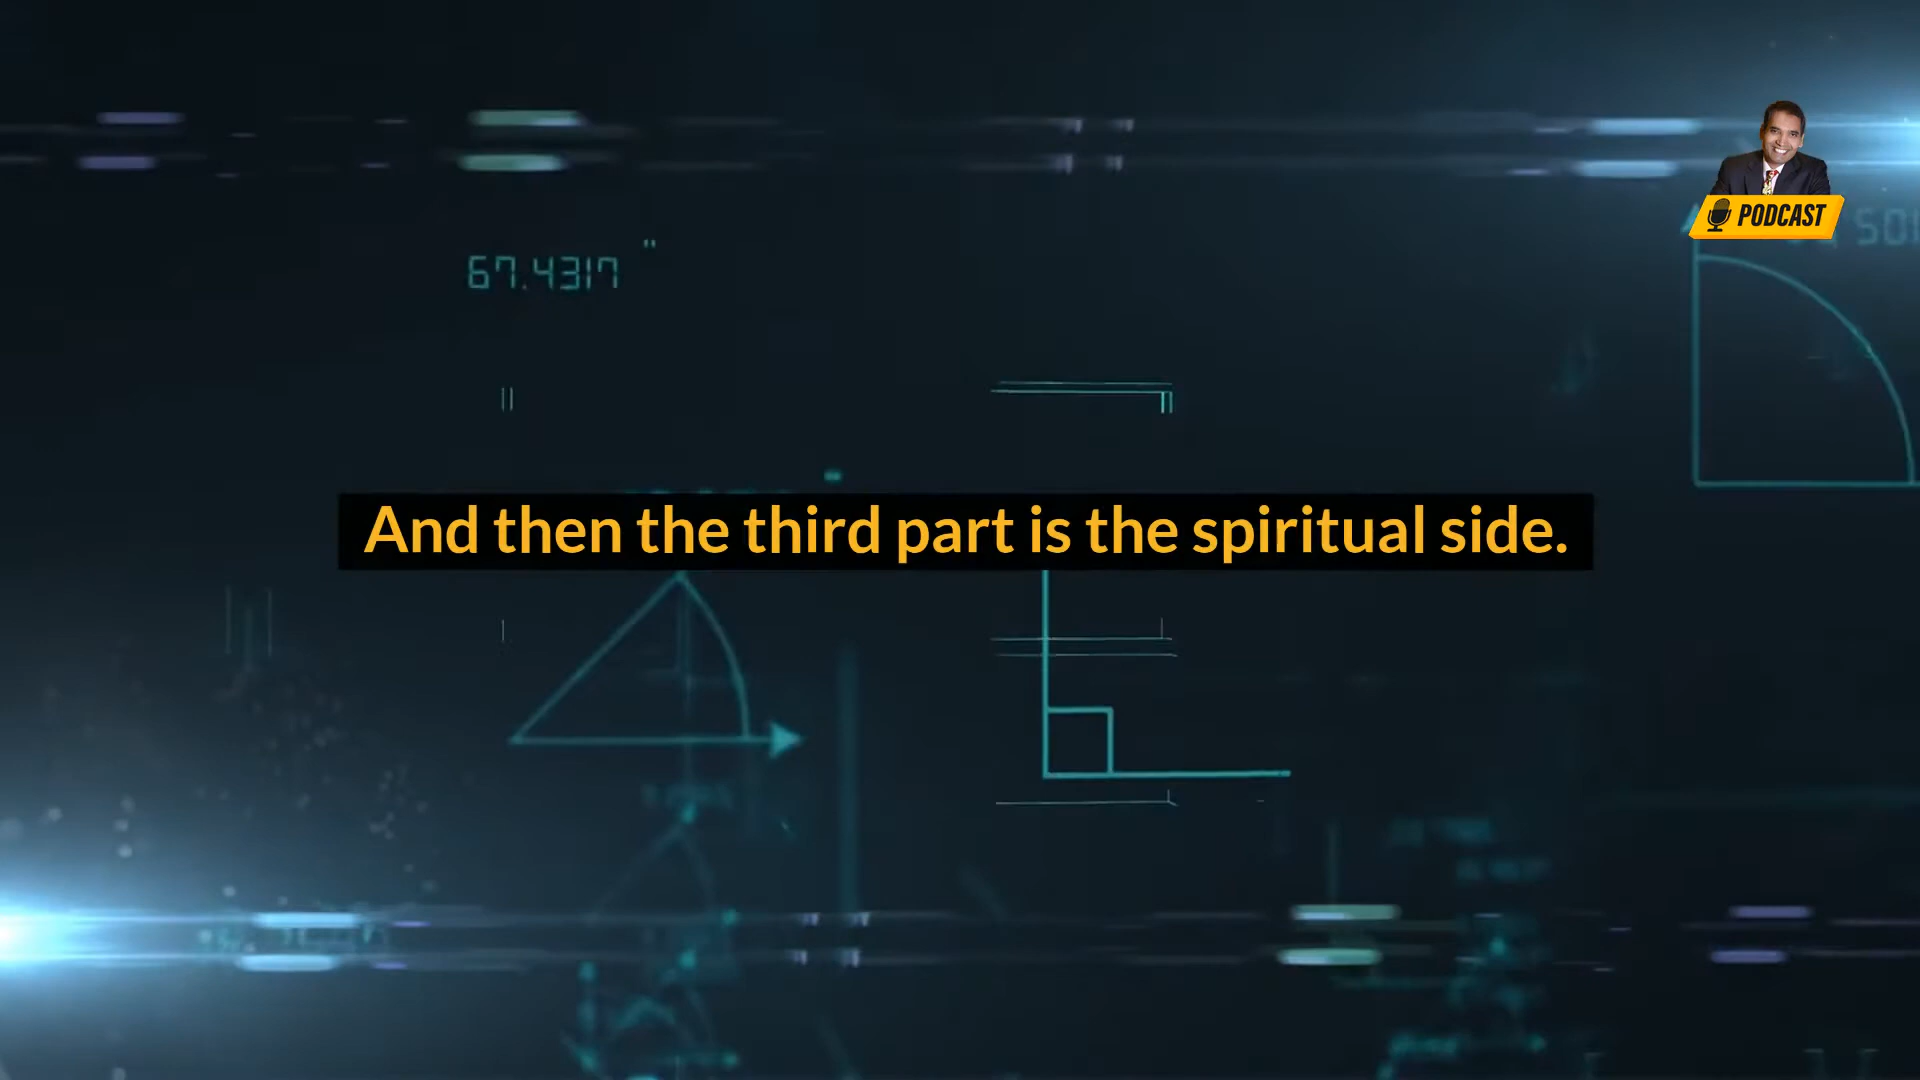 PODCAST
67.4317
And then the third part is the spiritual side.